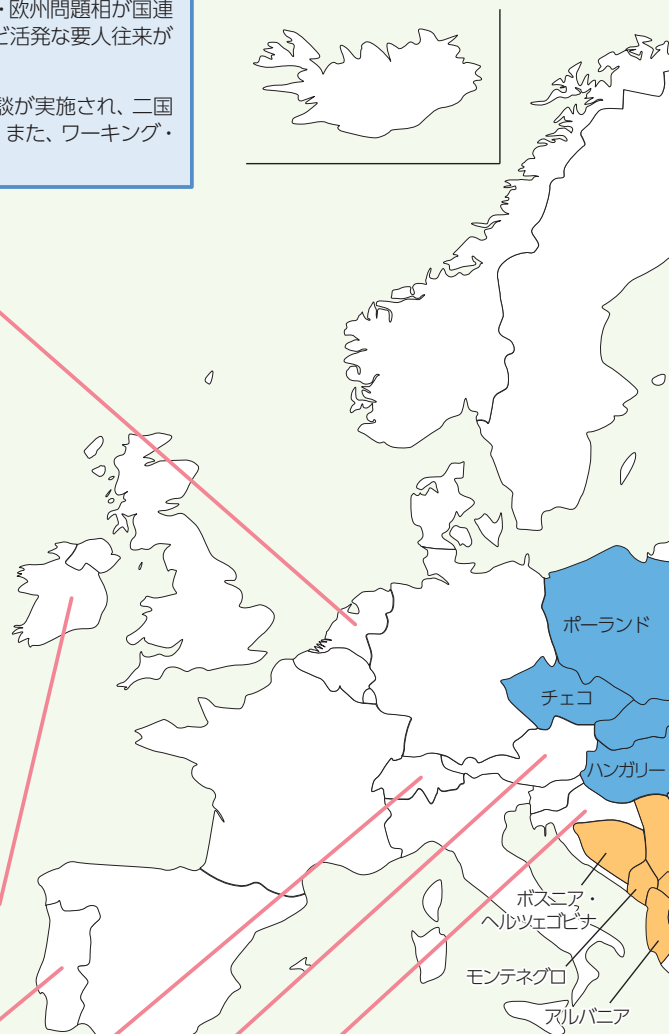 ・欧州問題相が国連
ど活発な要人往来が
談が実施され、二国
また、ワーキング・
ポーランド
チェコ
ハンガリー
ボスニア・
ヘルツェゴビナ
モンテネグロ
アルバニア